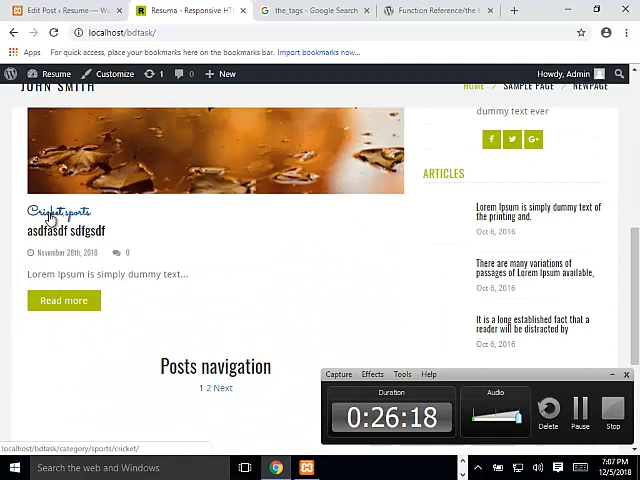 Edit Post ‹ Resume — Wo
Resuma - Responsive HT
the_tags - Google Search
Function Reference/the t
localhost/bdtask/
Apps
For quick access, place your bookmarks here on the bookmarks bar. Import bookmarks now...
Resume
Customize
1
0
New
Howdy, Admin
JOHN SMITH
HOME
SAMPLE PAGE
NEWPAGE
dummy text ever
f
G+
ARTICLES
Cricket sports
asdfasdf sdfgsdf
November 28th, 2018
0
Lorem Ipsum is simply dummy text...
Read more
Lorem Ipsum is simply dummy text of
the printing and.
Oct 6, 2016
There are many variations of
passages of Lorem Ipsum available,
Oct 6, 2016
It is a long established fact that a
reader will be distracted by
Oct 6, 2016
Posts navigation
1 2 Next
Capture
Effects
Tools
Help
Duration
0:26:18
Audio
Delete
Pause
Stop
localhost/bdtask/category/sports/cricket/
Search the web and Windows
7:07 PM
12/5/2018